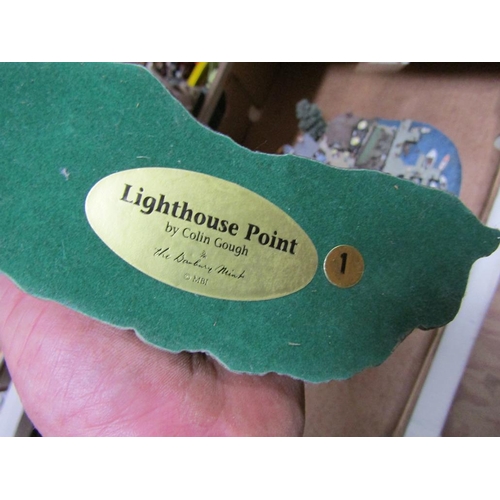 Lighthouse Point
by Colin Gough
&
The Danbury Mint
© MBI
1